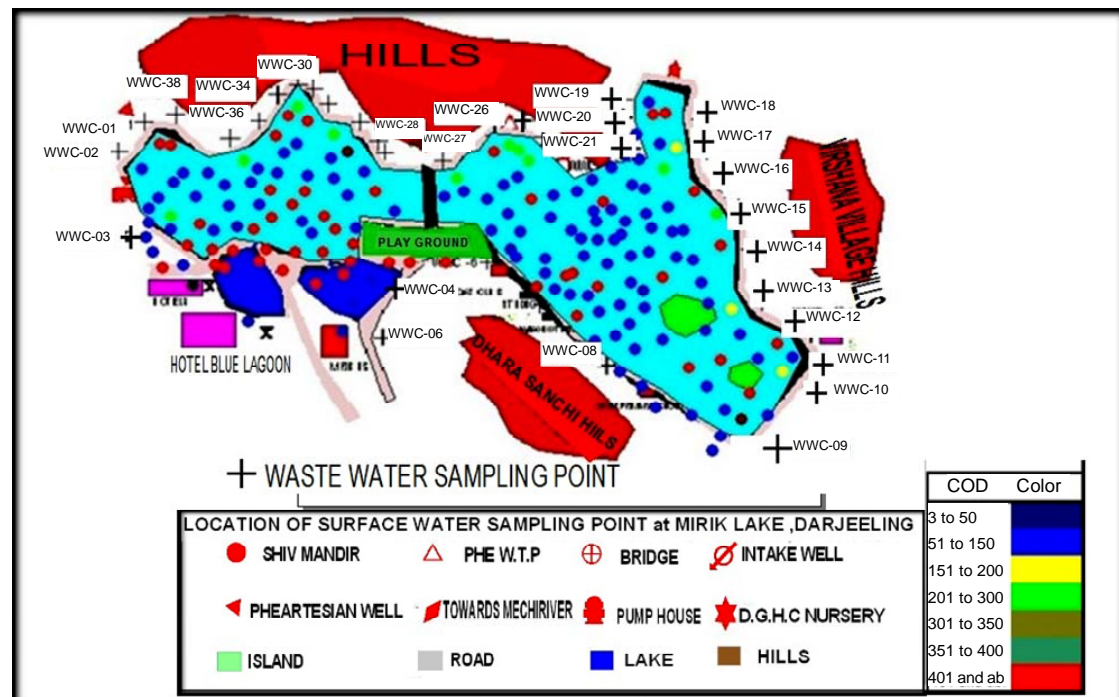 HILLS
WWC-30
WWC-38
WWC-34
WWC-36
WWC-01
WWC-02
WWC-03
WWC-28
WWC-27
WWC-26
WWC-19
WWC-20
WWC-21
WWC-18
WWC-17
WWC-16
WWC-15
WWC-14
WWC-13
WWC-12
WWC-11
WWC-10
WWC-09
WWC-08
WWC-04
WWC-06
PLAY GROUND
VIRSHANA VILLAGE HILLS
DHARA SANCHI HIILS
HOTEL BLUE LAGOON
WASTE WATER SAMPLING POINT
LOCATION OF SURFACE WATER SAMPLING POINT at MIRIK LAKE ,DARJEELING
SHIV MANDIR PHE W.T.P BRIDGE INTAKE WELL
PHEARTESIAN WELL TOWARDS MECHIRIVER PUMP HOUSE D.G.H.C NURSERY
ISLAND ROAD LAKE HILLS
COD Color
3 to 50
51 to 150
151 to 200
201 to 300
301 to 350
351 to 400
401 and ab